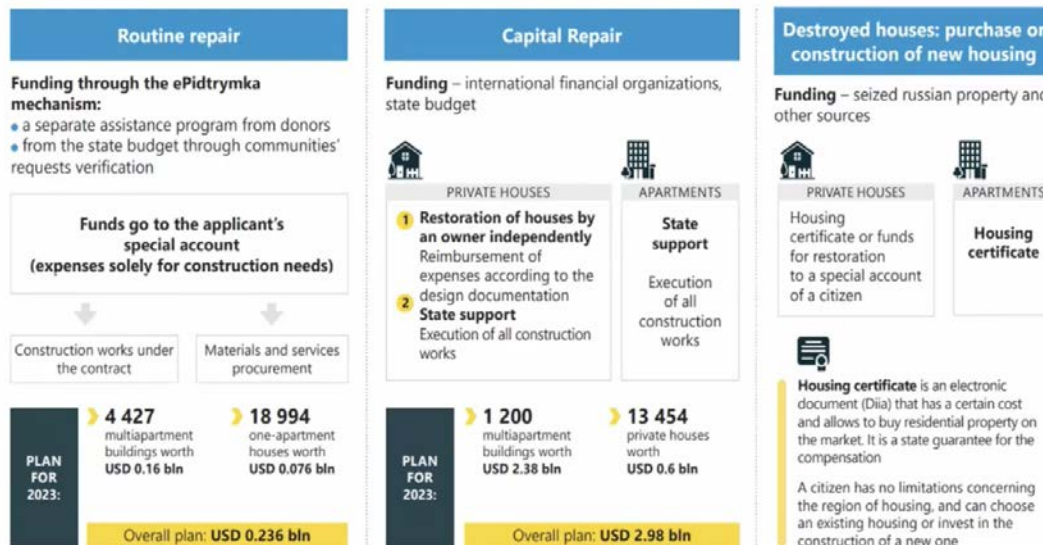 Routine repair
Funding through the ePidtrymka
mechanism:
• a separate assistance program from donors
• from the state budget through communities'
requests verification
Funds go to the applicant's
special account
(expenses solely for construction needs)
Construction works under
the contract
Materials and services
procurement
PLAN
FOR
2023:
4 427
multiapartment
buildings worth
USD 0.16 bln
18 994
one-apartment
houses worth
USD 0.076 bln
Overall plan: USD 0.236 bln
Capital Repair
Funding – international financial organizations,
state budget
PRIVATE HOUSES
1 Restoration of houses by
an owner independently
Reimbursement of
expenses according to the
design documentation
2 State support
Execution of all construction
works
APARTMENTS
State
support
Execution
of all
construction
works
PLAN
FOR
2023:
1 200
multiapartment
buildings worth
USD 2.38 bln
13 454
private houses
worth
USD 0.6 bln
Overall plan: USD 2.98 bln
Destroyed houses: purchase or
construction of new housing
Funding – seized russian property and
other sources
PRIVATE HOUSES
Housing
certificate or funds
for restoration
to a special account
of a citizen
APARTMENTS
Housing
certificate
Housing certificate is an electronic
document (Diia) that has a certain cost
and allows to buy residential property on
the market. It is a state guarantee for the
compensation
A citizen has no limitations concerning
the region of housing, and can choose
an existing housing or invest in the
construction of a new one